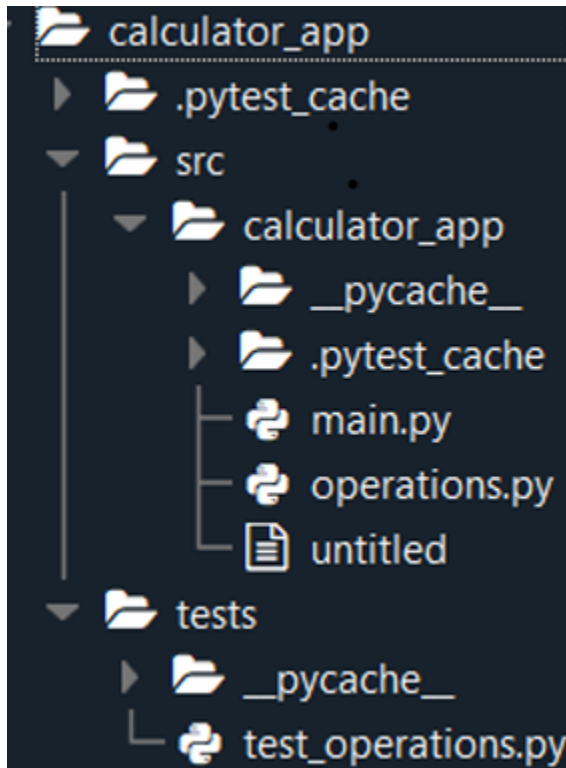 calculator_app
.pytest_cache
src
calculator_app
__pycache__
.pytest_cache
main.py
operations.py
untitled
tests
__pycache__
test_operations.py